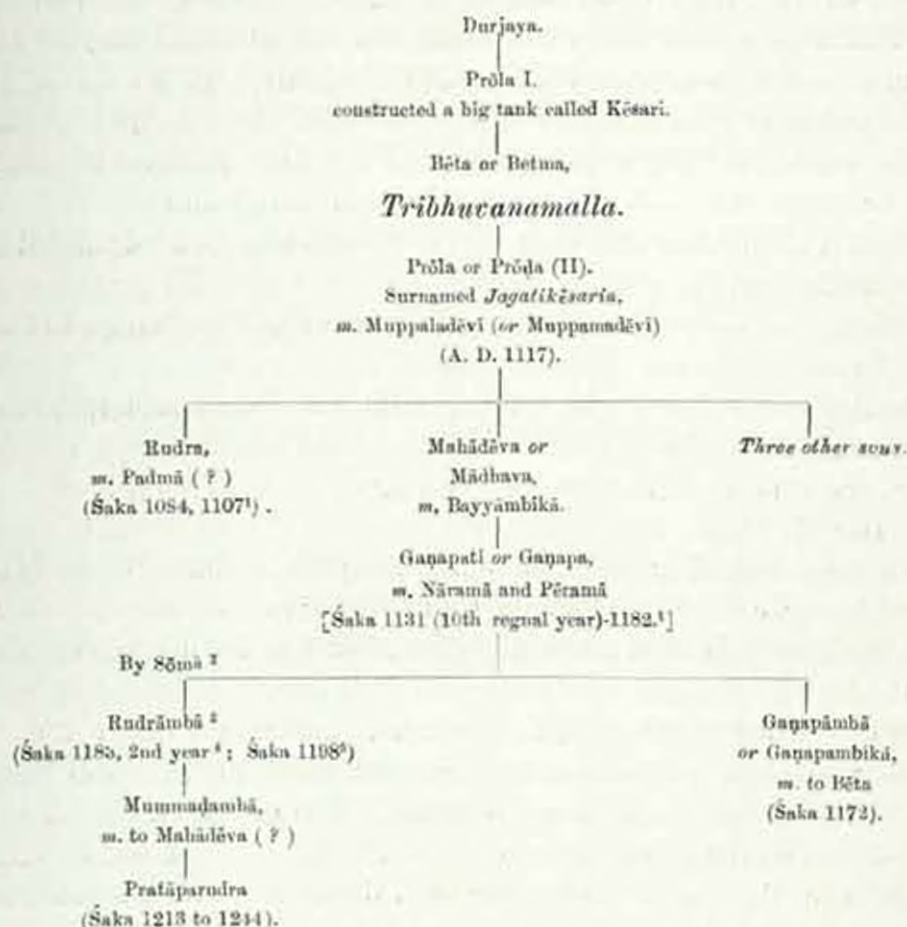 Durjaya.
Prōla I.
constructed a big tank called Kēsari.
Bēta or Betma,
Tribhuvanamalla.
Prōla or Prōḍa (II).
Surnamed Jagatikēsaria,
m. Muppaladēvī (or Muppamadēvī)
(A. D. 1117).
Rudra,
m. Padmā ( ? )
(Śaka 1084, 1107¹) .
Mahādēva or
Mādhava,
m, Bayyāmbikā.
Three other sons.
Gaṇapati or Gaṇapa,
m. Nāramā and Pēramā
[Śaka 1131 (10th regnal year)-1182.¹]
By Sōmā ²
Rudrāmbā ³
(Śaka 1185, 2nd year ⁴ ; Śaka 1198⁵)
Gaṇapāmbā
or Gaṇapambikā,
m. to Bēta
(Śaka 1172).
Mummaḍambā,
m. to Mahādēva ( ? )
Pratāparudra
(Śaka 1213 to 1244).